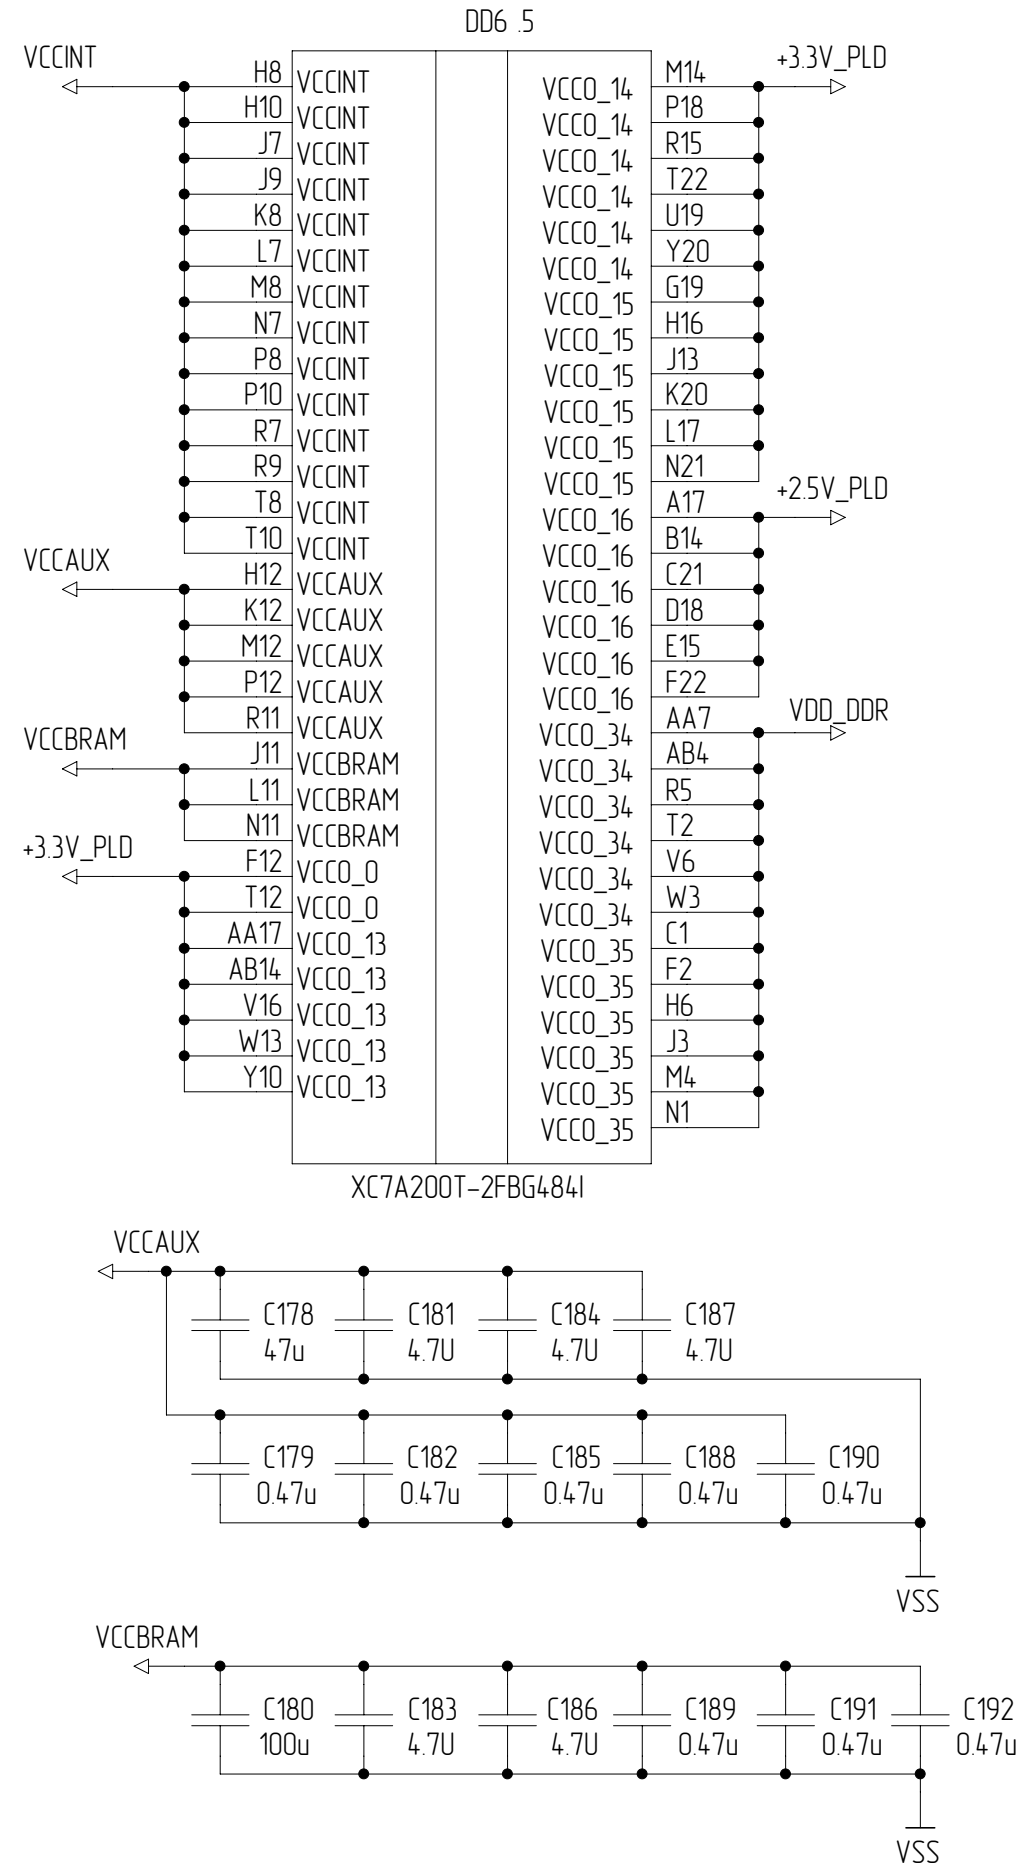 DD6 .5
VCCINT H8 VCCINT VCCO_14 M14 +3.3V_PLD
H10 VCCINT VCCO_14 P18
J7 VCCINT VCCO_14 R15
J9 VCCINT VCCO_14 T22
K8 VCCINT VCCO_14 U19
L7 VCCINT VCCO_14 Y20
M8 VCCINT VCCO_15 G19
N7 VCCINT VCCO_15 H16
P8 VCCINT VCCO_15 J13
P10 VCCINT VCCO_15 K20
R7 VCCINT VCCO_15 L17
R9 VCCINT VCCO_15 N21
T8 VCCINT VCCO_16 A17 +2.5V_PLD
T10 VCCINT VCCO_16 B14
VCCAUX H12 VCCAUX VCCO_16 C21
K12 VCCAUX VCCO_16 D18
M12 VCCAUX VCCO_16 E15
P12 VCCAUX VCCO_16 F22
R11 VCCAUX VCCO_34 AA7 VDD_DDR
VCCBRAM J11 VCCBRAM VCCO_34 AB4
L11 VCCBRAM VCCO_34 R5
N11 VCCBRAM VCCO_34 T2
+3.3V_PLD F12 VCCO_0 VCCO_34 V6
T12 VCCO_0 VCCO_34 W3
AA17 VCCO_13 VCCO_35 C1
AB14 VCCO_13 VCCO_35 F2
V16 VCCO_13 VCCO_35 H6
W13 VCCO_13 VCCO_35 J3
Y10 VCCO_13 VCCO_35 M4
VCCO_35 N1
XC7A200T-2FBG484I
VCCAUX
C178 C181 C184 C187
47u 4.7U 4.7U 4.7U
C179 C182 C185 C188 C190
0.47u 0.47u 0.47u 0.47u 0.47u
VSS
VCCBRAM
C180 C183 C186 C189 C191 C192
100u 4.7U 4.7U 0.47u 0.47u 0.47u
VSS